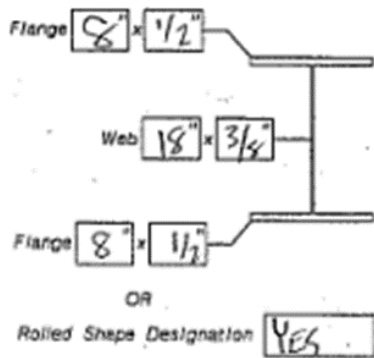 Flange 8" x 1/2"
Web 18" x 3/8"
Flange 8" x 1/2"
OR
Rolled Shape Designation YES